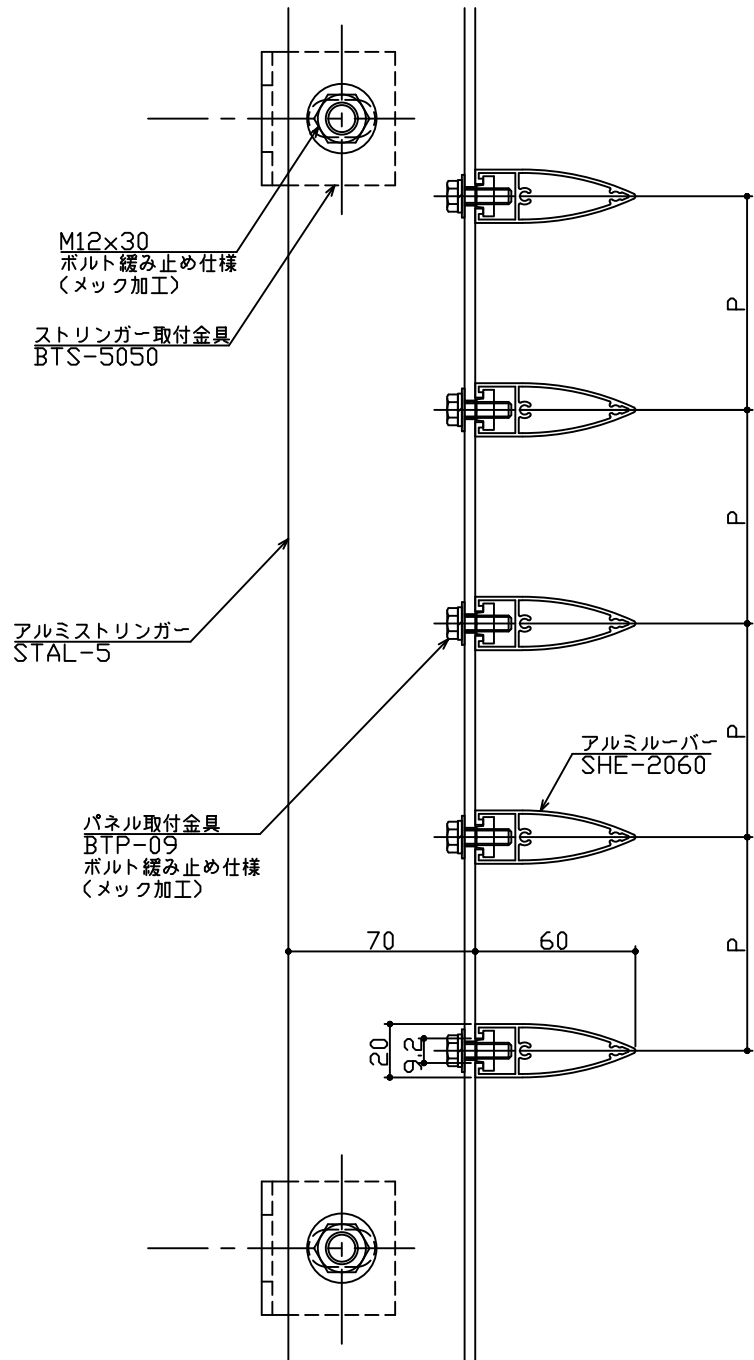 M12×30
ボルト緩み止め仕様
(メック加工)
ストリンガー取付金具
BTS-5050
P
P
アルミストリンガー
STAL-5
P
アルミルーバー
SHE-2060
パネル取付金具
BTP-09
ボルト緩み止め仕様
(メック加工)
70
60
P
20
9.2